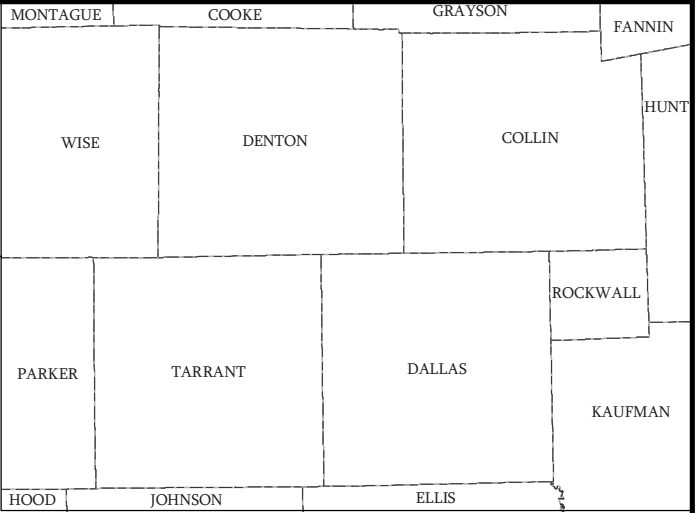 MONTAGUE
COOKE
GRAYSON
FANNIN
HUNT
WISE
DENTON
COLLIN
ROCKWALL
PARKER
TARRANT
DALLAS
KAUFMAN
HOOD
JOHNSON
ELLIS